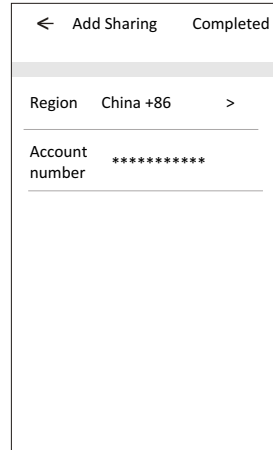 ← Add Sharing Completed
Region China +86 >
Account
number ***********